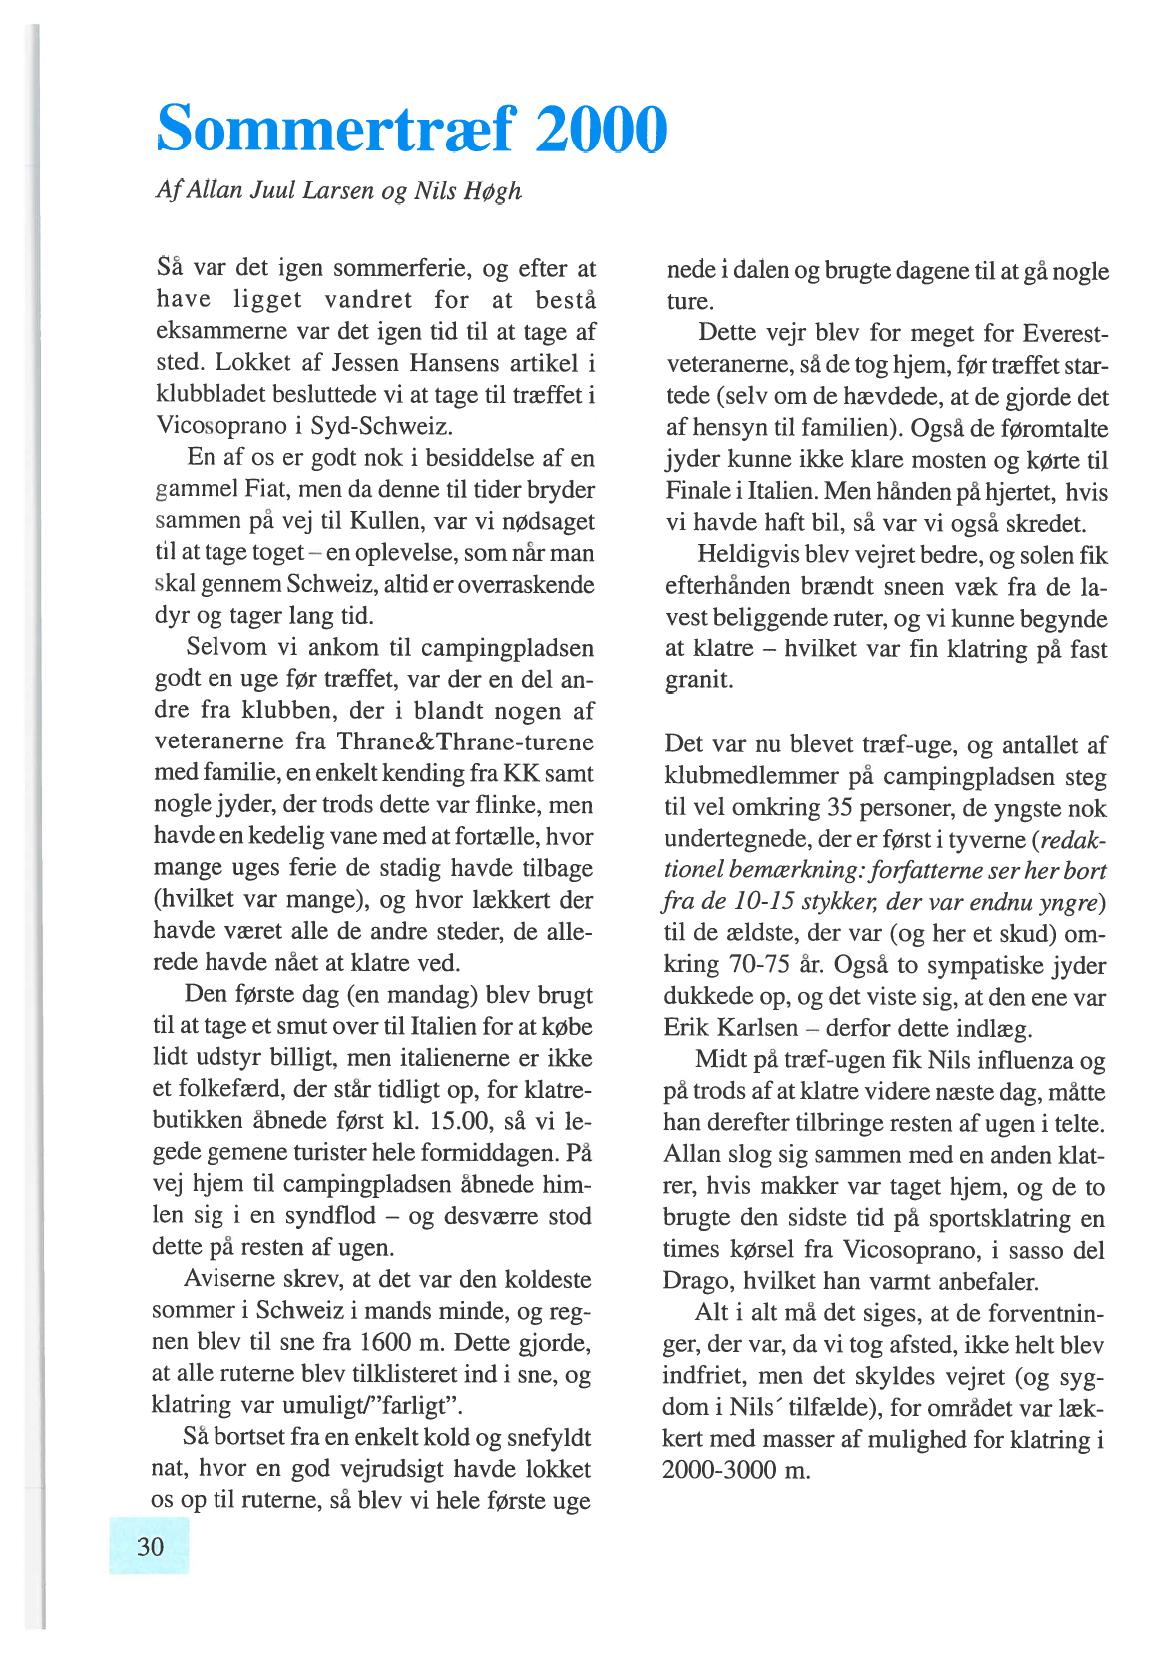 Sommertræf 2000
Af Allan Juul Larsen og Nils Høgh
Så var det igen sommerferie, og efter at
have ligget vandret for at bestå
eksammerne var det igen tid til at tage af
sted. Lokket af Jessen Hansens artikel i
klubbladet besluttede vi at tage til træffet i
Vicosoprano i Syd-Schweiz.
En af os er godt nok i besiddelse af en
gammel Fiat, men da denne til tider bryder
sammen på vej til Kullen, var vi nødsaget
til at tage toget – en oplevelse, som når man
skal gennem Schweiz, altid er overraskende
dyr og tager lang tid.
Selvom vi ankom til campingpladsen
godt en uge før træffet, var der en del an-
dre fra klubben, der i blandt nogen af
veteranerne fra Thrane&Thrane-turene
med familie, en enkelt kending fra KK samt
nogle jyder, der trods dette var flinke, men
havde en kedelig vane med at fortælle, hvor
mange uges ferie de stadig havde tilbage
(hvilket var mange), og hvor lækkert der
havde været alle de andre steder, de alle-
rede havde nået at klatre ved.
Den første dag (en mandag) blev brugt
til at tage et smut over til Italien for at købe
lidt udstyr billigt, men italienerne er ikke
et folkefærd, der står tidligt op, for klatre-
butikken åbnede først kl. 15.00, så vi le-
gede gemene turister hele formiddagen. På
vej hjem til campingpladsen åbnede him-
len sig i en syndflod – og desværre stod
dette på resten af ugen.
Aviserne skrev, at det var den koldeste
sommer i Schweiz i mands minde, og reg-
nen blev til sne fra 1600 m. Dette gjorde,
at alle ruterne blev tilklisteret ind i sne, og
klatring var umuligt/”farligt”.
Så bortset fra en enkelt kold og snefyldt
nat, hvor en god vejrudsigt havde lokket
os op til ruterne, så blev vi hele første uge
nede i dalen og brugte dagene til at gå nogle
ture.
Dette vejr blev for meget for Everest-
veteranerne, så de tog hjem, før træffet star-
tede (selv om de hævdede, at de gjorde det
af hensyn til familien). Også de føromtalte
jyder kunne ikke klare mosten og kørte til
Finale i Italien. Men hånden på hjertet, hvis
vi havde haft bil, så var vi også skredet.
Heldigvis blev vejret bedre, og solen fik
efterhånden brændt sneen væk fra de la-
vest beliggende ruter, og vi kunne begynde
at klatre – hvilket var fin klatring på fast
granit.
Det var nu blevet træf-uge, og antallet af
klubmedlemmer på campingpladsen steg
til vel omkring 35 personer, de yngste nok
undertegnede, der er først i tyverne (redak-
tionel bemærkning: forfatterne ser her bort
fra de 10-15 stykker, der var endnu yngre)
til de ældste, der var (og her et skud) om-
kring 70-75 år. Også to sympatiske jyder
dukkede op, og det viste sig, at den ene var
Erik Karlsen – derfor dette indlæg.
Midt på træf-ugen fik Nils influenza og
på trods af at klatre videre næste dag, måtte
han derefter tilbringe resten af ugen i telte.
Allan slog sig sammen med en anden klat-
rer, hvis makker var taget hjem, og de to
brugte den sidste tid på sportsklatring en
times kørsel fra Vicosoprano, i sasso del
Drago, hvilket han varmt anbefaler.
Alt i alt må det siges, at de forventnin-
ger, der var, da vi tog afsted, ikke helt blev
indfriet, men det skyldes vejret (og syg-
dom i Nils´ tilfælde), for området var læk-
kert med masser af mulighed for klatring i
2000-3000 m.
30